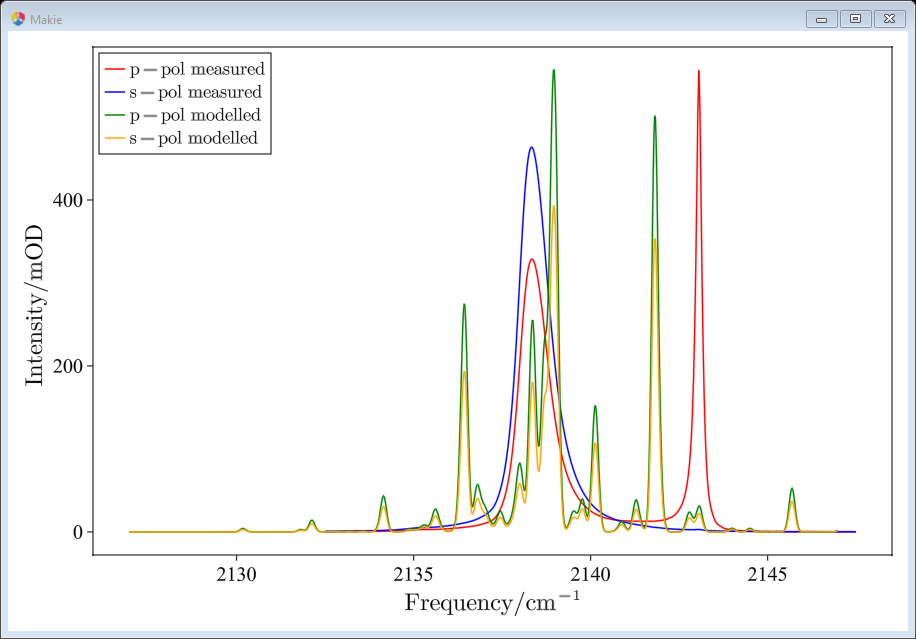 Makie
p − pol measured
s − pol measured
p − pol modelled
s − pol modelled
Intensity/mOD
400
200
0
2130
2135
2140
2145
Frequency/cm⁻¹